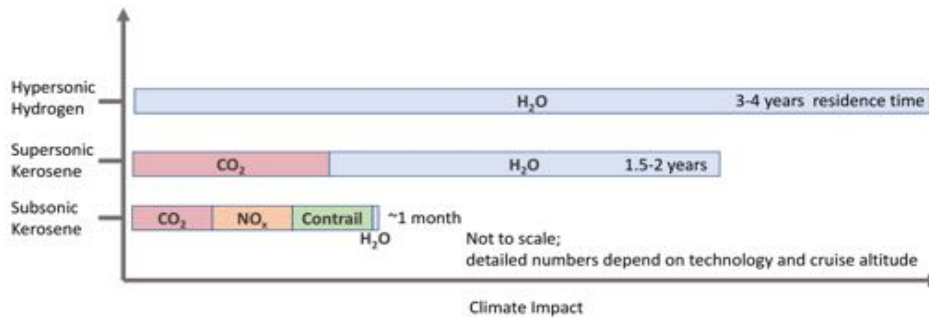 Hypersonic
Hydrogen
H₂O
3-4 years residence time
Supersonic
Kerosene
CO₂
H₂O
1.5-2 years
Subsonic
Kerosene
CO₂
NOₓ
Contrail
~1 month
H₂O
Not to scale;
detailed numbers depend on technology and cruise altitude
Climate Impact